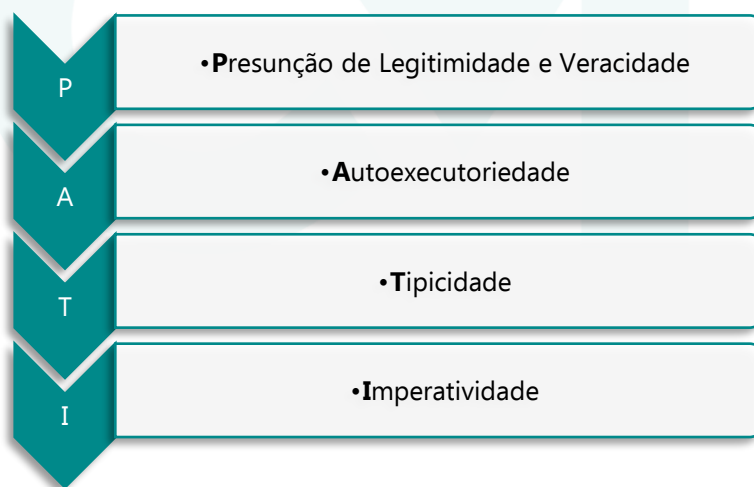 P
•Presunção de Legitimidade e Veracidade
A
•Autoexecutoriedade
T
•Tipicidade
I
•Imperatividade